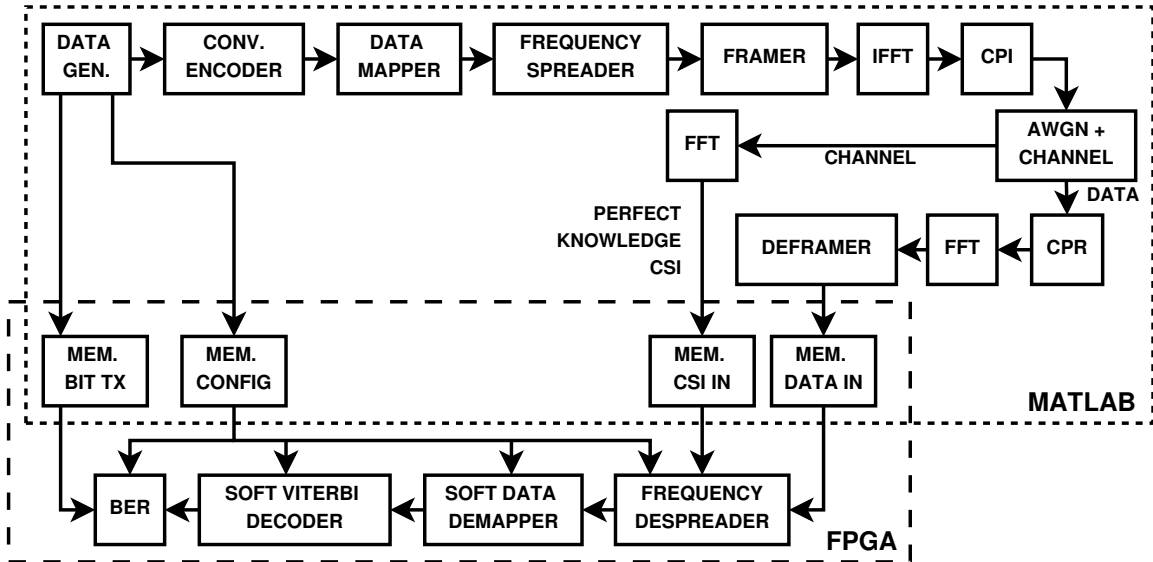 DATA
GEN.
CONV.
ENCODER
DATA
MAPPER
FREQUENCY
SPREADER
FRAMER
IFFT
CPI
FFT
CHANNEL
AWGN +
CHANNEL
DATA
PERFECT
KNOWLEDGE
CSI
DEFRAMER
FFT
CPR
MEM.
BIT TX
MEM.
CONFIG
MEM.
CSI IN
MEM.
DATA IN
MATLAB
BER
SOFT VITERBI
DECODER
SOFT DATA
DEMAPPER
FREQUENCY
DESPREADER
FPGA